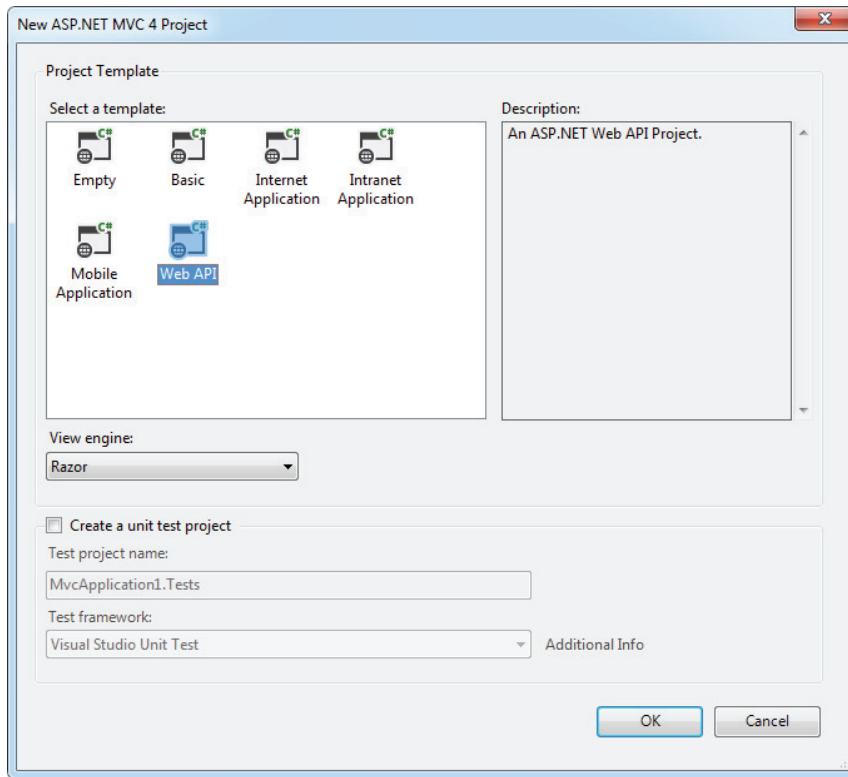 New ASP.NET MVC 4 Project
Project Template
Select a template:
Description:
C# C# C# C#
Empty Basic Internet Application Intranet Application
C# C#
Mobile Application Web API
An ASP.NET Web API Project.
View engine:
Razor
Create a unit test project
Test project name:
MvcApplication1.Tests
Test framework:
Visual Studio Unit Test
Additional Info
OK
Cancel